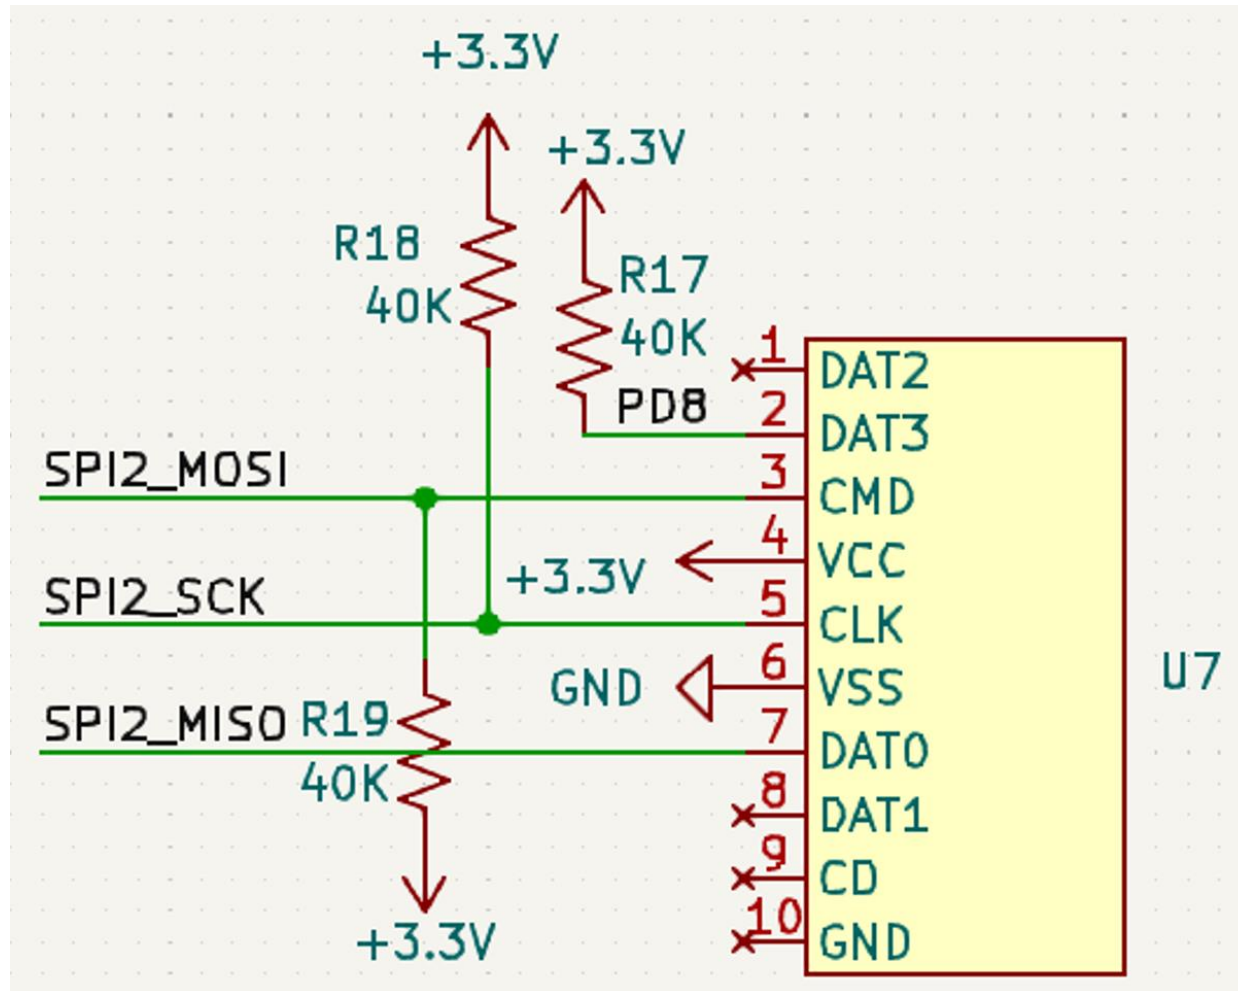 +3.3V
+3.3V
R18
40K
R17
40K
PD8
1 DAT2
2 DAT3
SPI2_MOSI
3 CMD
4 VCC
+3.3V
SPI2_SCK
5 CLK
GND
6 VSS
U7
SPI2_MISO
R19
40K
7 DAT0
8 DAT1
9 CD
10 GND
+3.3V